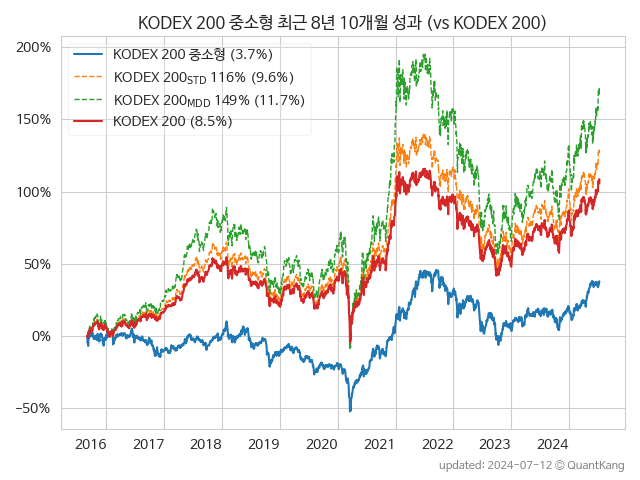 KODEX 200 중소형 최근 8년 10개월 성과 (vs KODEX 200)
200%
150%
100%
50%
0%
−50%
KODEX 200 중소형 (3.7%)
KODEX 200STD 116% (9.6%)
KODEX 200MDD 149% (11.7%)
KODEX 200 (8.5%)
2016 2017 2018 2019 2020 2021 2022 2023 2024
updated: 2024-07-12 © QuantKang